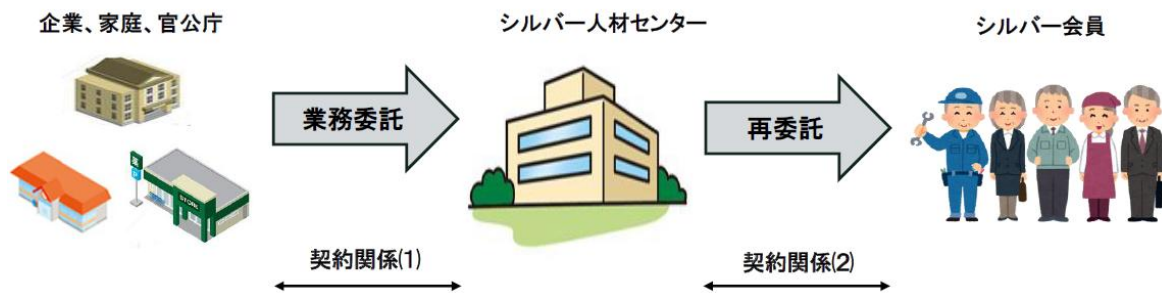 企業、家庭、官公庁
シルバー人材センター
シルバー会員
業務委託
再委託
STORE
契約関係(1)
契約関係(2)